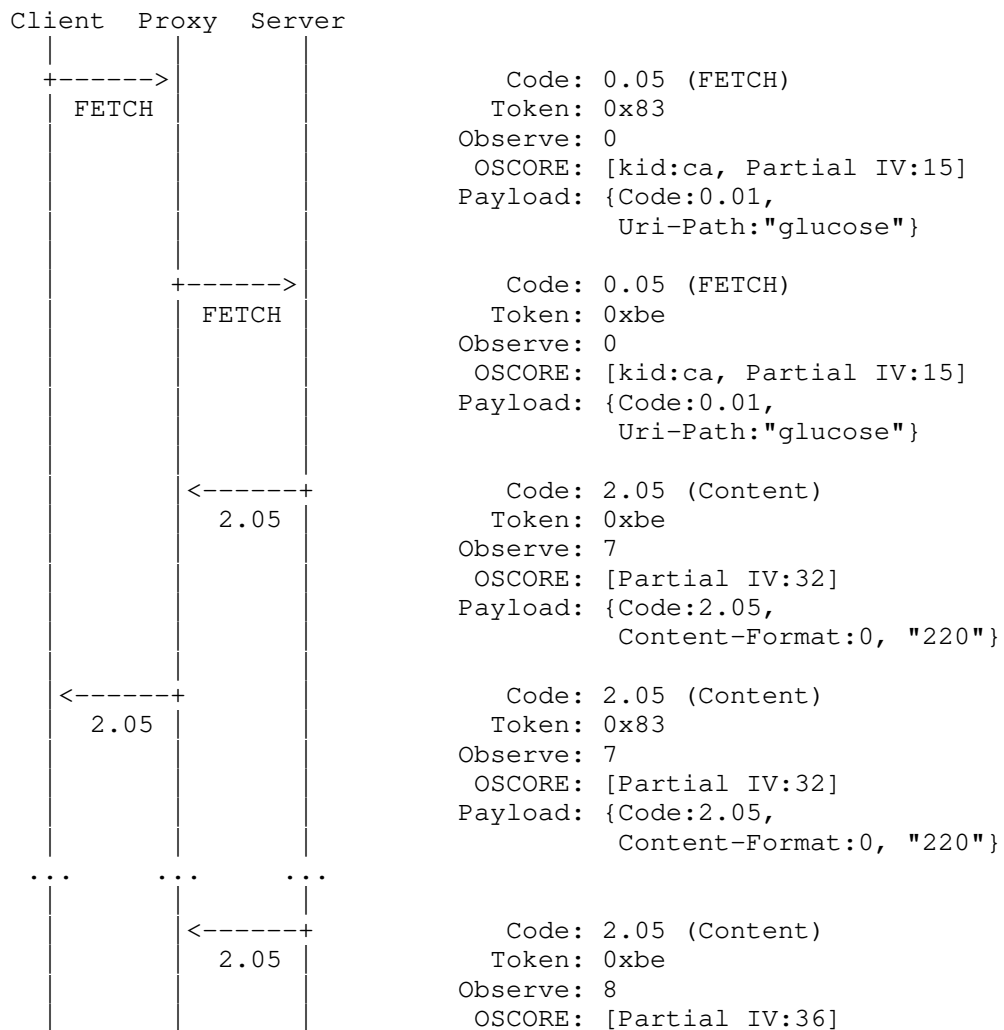 Client Proxy Server
+------> Code: 0.05 (FETCH)
FETCH Token: 0x83
Observe: 0
OSCORE: [kid:ca, Partial IV:15]
Payload: {Code:0.01,
Uri-Path:"glucose"}
+------> Code: 0.05 (FETCH)
FETCH Token: 0xbe
Observe: 0
OSCORE: [kid:ca, Partial IV:15]
Payload: {Code:0.01,
Uri-Path:"glucose"}
<------+ Code: 2.05 (Content)
2.05 Token: 0xbe
Observe: 7
OSCORE: [Partial IV:32]
Payload: {Code:2.05,
Content-Format:0, "220"}
<------+ Code: 2.05 (Content)
2.05 Token: 0x83
Observe: 7
OSCORE: [Partial IV:32]
Payload: {Code:2.05,
Content-Format:0, "220"}
... ... ...
<------+ Code: 2.05 (Content)
2.05 Token: 0xbe
Observe: 8
OSCORE: [Partial IV:36]